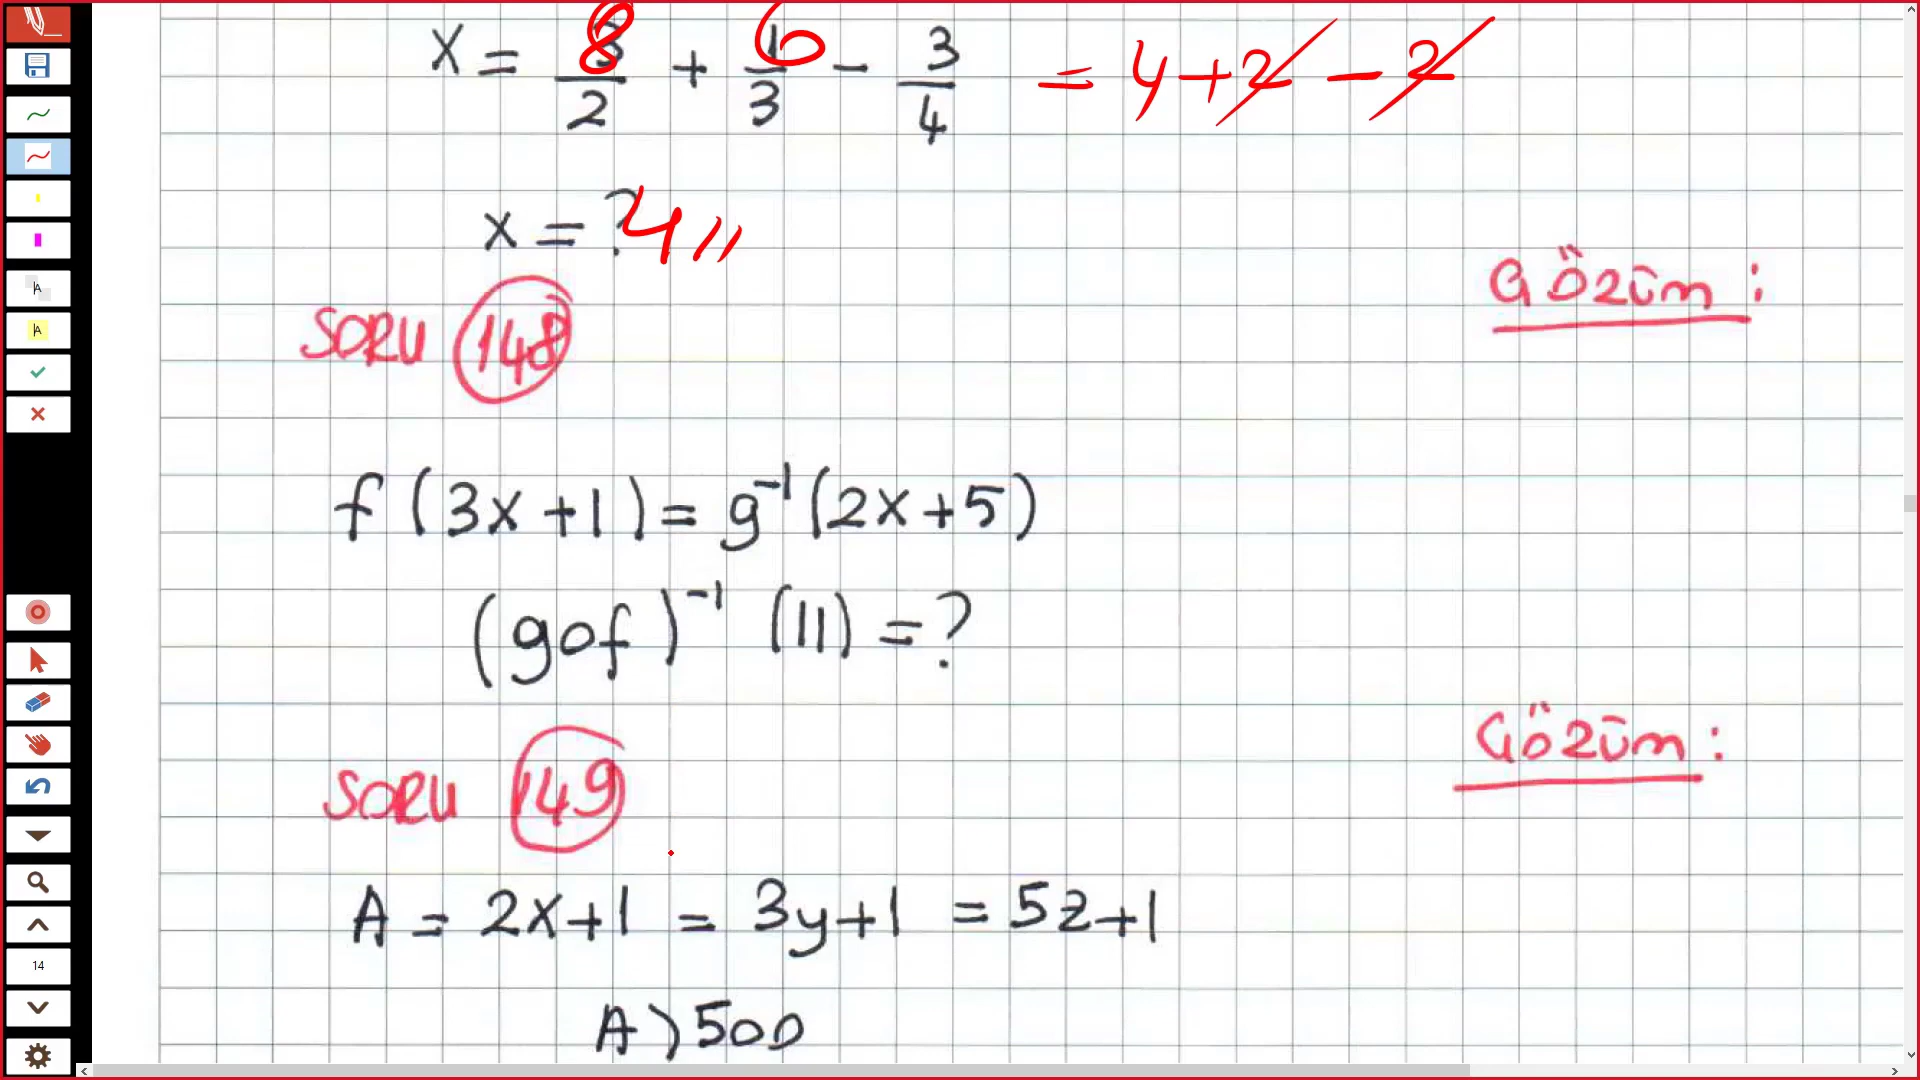 x = 8/2 + 6/3 - 3/4 = 4+2-2
x = ? 4 //
Çözüm:
SORU 148
f(3x+1) = g⁻¹(2x+5)
(gof)⁻¹ (11) = ?
Çözüm:
SORU 149
A = 2x+1 = 3y+1 = 5z+1
A > 500
A
A
14